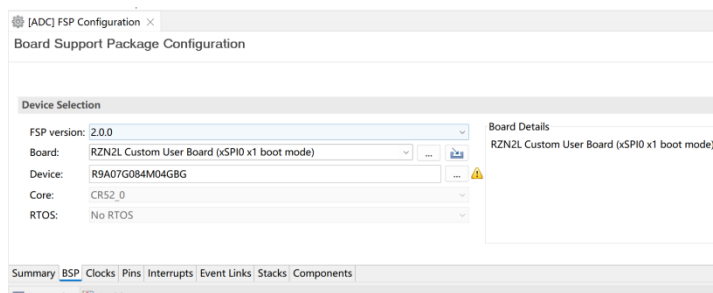 [ADC] FSP Configuration
Board Support Package Configuration
Device Selection
FSP version: 2.0.0
Board: RZN2L Custom User Board (xSPI0 x1 boot mode) ...
Device: R9A07G084M04GBG ...
Core: CR52_0
RTOS: No RTOS
Board Details
RZN2L Custom User Board (xSPI0 x1 boot mode)
Summary BSP Clocks Pins Interrupts Event Links Stacks Components